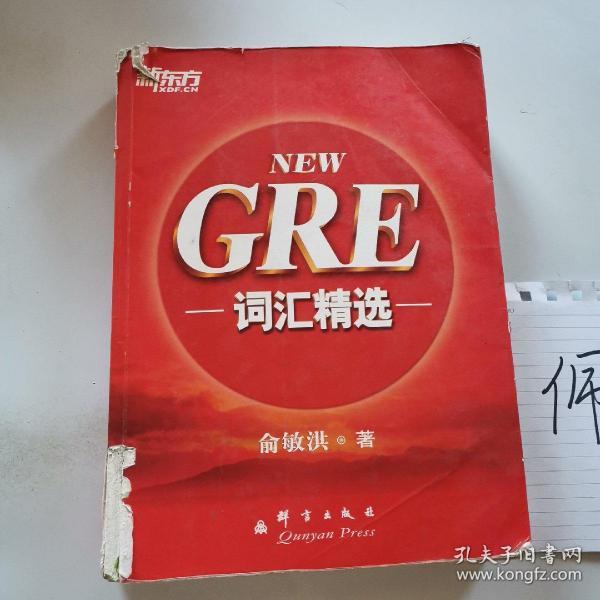 新东方
XDF.CN
NEW
GRE
词汇精选
俞敏洪 著
群言出版社
Qunyan Press
孔夫子旧书网
www.kongfz.com